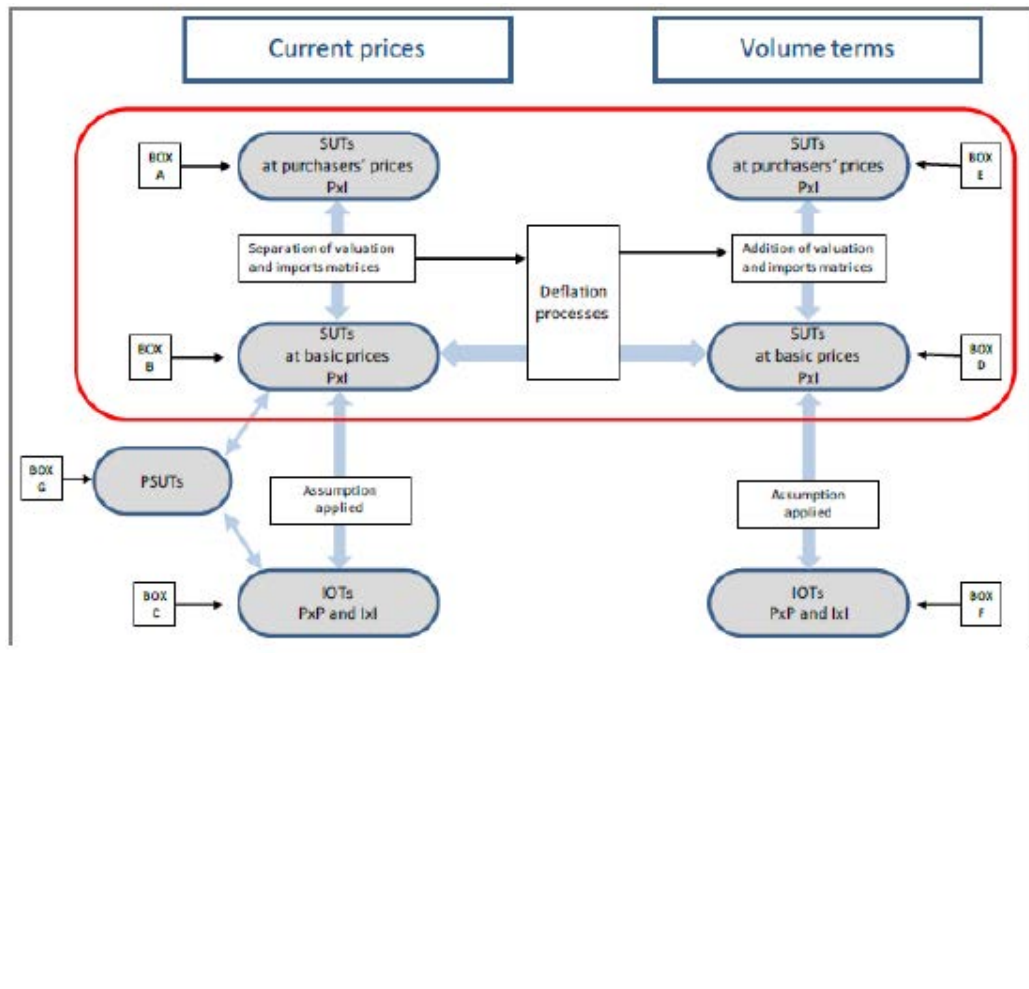 Current prices
Volume terms
BOX
A
SUTs
at purchasers' prices
PxI
SUTs
at purchasers' prices
PxI
BOX
E
Separation of valuation
and imports matrices
Deflation
processes
Addition of valuation
and imports matrices
BOX
B
SUTs
at basic prices
PxI
SUTs
at basic prices
PxI
BOX
D
BOX
G
PSUTs
Assumption
applied
Assumption
applied
BOX
C
IOTs
PxP and IxI
IOTs
PxP and IxI
BOX
F